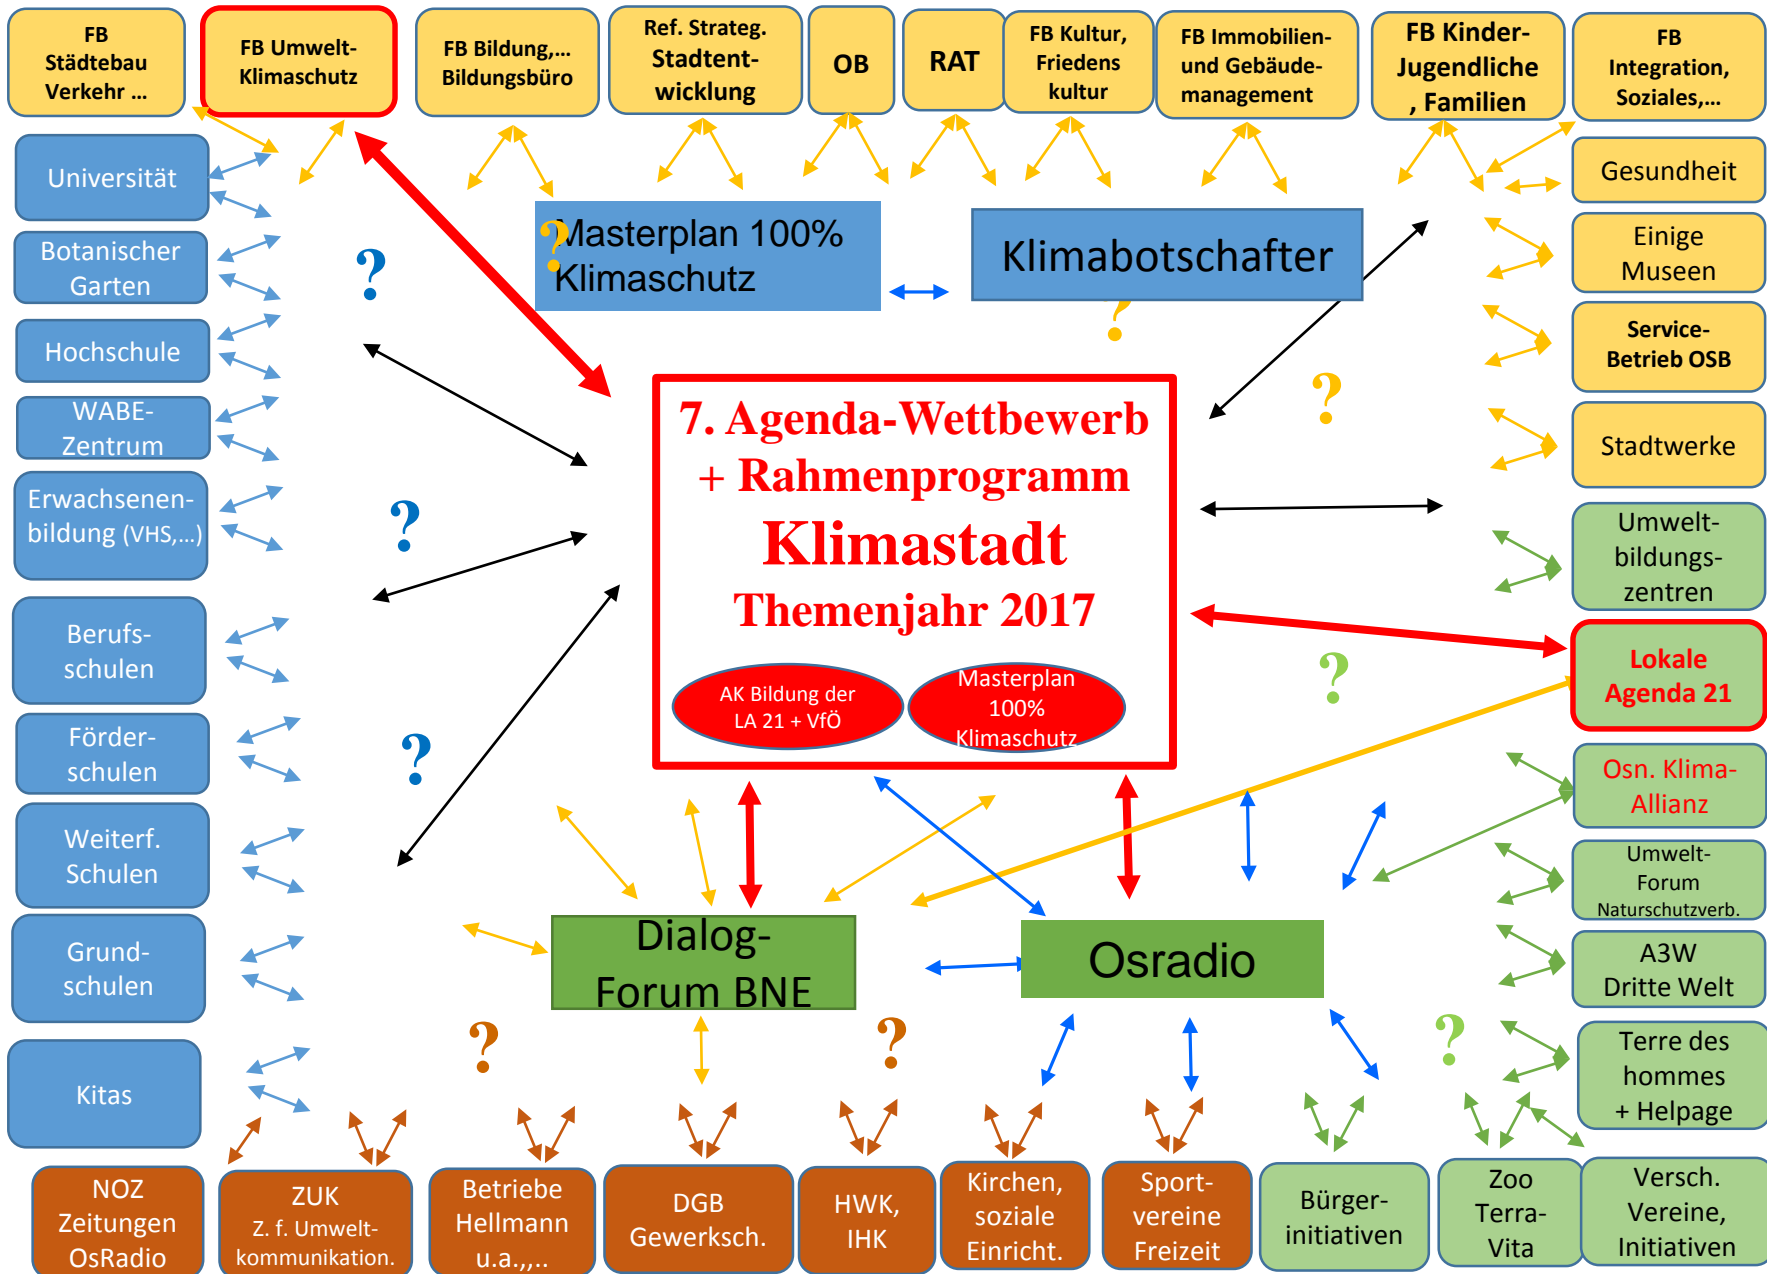 FB
Städtebau
Verkehr ...
FB Umwelt-
Klimaschutz
FB Bildung,...
Bildungsbüro
Ref. Strateg.
Stadtent-
wicklung
OB
RAT
FB Kultur,
Friedens
kultur
FB Immobilien-
und Gebäude-
management
FB Kinder-
Jugendliche
, Familien
FB
Integration,
Soziales,...
Universität
Botanischer
Garten
Hochschule
WABE-
Zentrum
Erwachsenen-
bildung (VHS,...)
Berufs-
schulen
Förder-
schulen
Weiterf.
Schulen
Grund-
schulen
Kitas
Masterplan 100%
Klimaschutz
?
Klimabotschafter
?
?
?
?
?
7. Agenda-Wettbewerb
+ Rahmenprogramm
Klimastadt
Themenjahr 2017
AK Bildung der
LA 21 + VfÖ
Masterplan
100%
Klimaschutz
?
?
Dialog-
Forum BNE
Osradio
?
?
?
Gesundheit
Einige
Museen
Service-
Betrieb OSB
Stadtwerke
Umwelt-
bildungs-
zentren
Lokale
Agenda 21
Osn. Klima-
Allianz
Umwelt-
Forum
Naturschutzverb.
A3W
Dritte Welt
Terre des
hommes
+ Helpage
NOZ
Zeitungen
OsRadio
ZUK
Z. f. Umwelt-
kommunikation.
Betriebe
Hellmann
u.a.,,..
DGB
Gewerksch.
HWK,
IHK
Kirchen,
soziale
Einricht.
Sport-
vereine
Freizeit
Bürger-
initiativen
Zoo
Terra-
Vita
Versch.
Vereine,
Initiativen